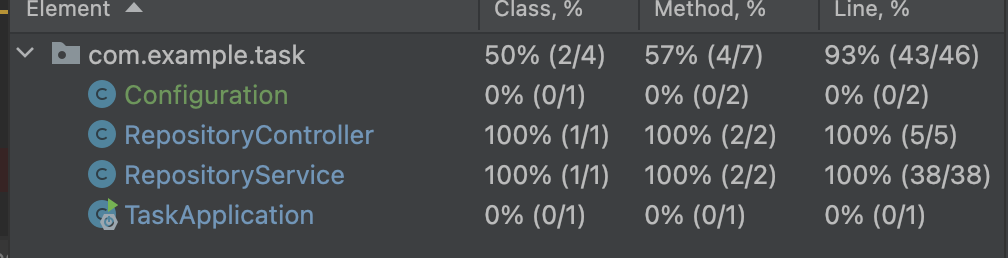 Element Class, % Method, % Line, %
com.example.task 50% (2/4) 57% (4/7) 93% (43/46)
Configuration 0% (0/1) 0% (0/2) 0% (0/2)
RepositoryController 100% (1/1) 100% (2/2) 100% (5/5)
RepositoryService 100% (1/1) 100% (2/2) 100% (38/38)
TaskApplication 0% (0/1) 0% (0/1) 0% (0/1)